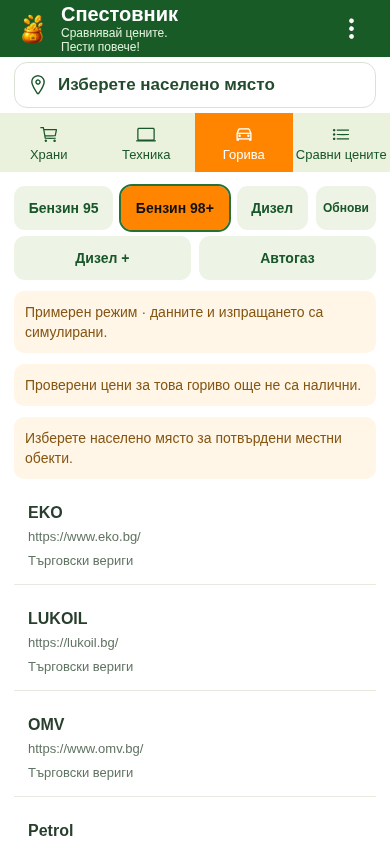 Спестовник
Сравнявай цените.
Пести повече!
Изберете населено място
Храни
Техника
Горива
Сравни цените
Бензин 95
Бензин 98+
Дизел
Обнови
Дизел +
Автогаз
Примерен режим · данните и изпращането са
симулирани.
Проверени цени за това гориво още не са налични.
Изберете населено място за потвърдени местни
обекти.
EKO
https://www.eko.bg/
Търговски вериги
LUKOIL
https://lukoil.bg/
Търговски вериги
OMV
https://www.omv.bg/
Търговски вериги
Petrol